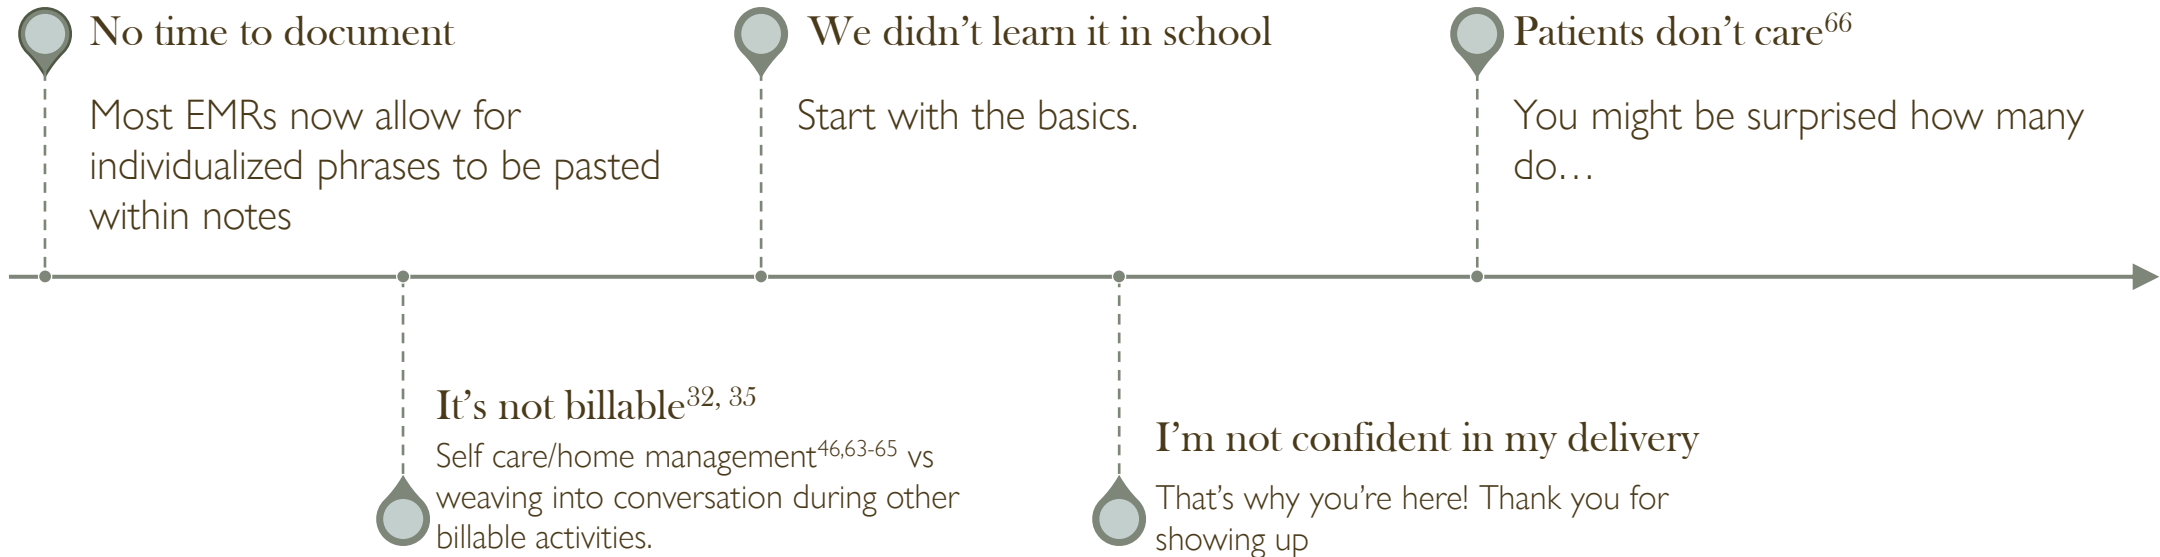 No time to document
Most EMRs now allow for
individualized phrases to be pasted
within notes
It's not billable32, 35
Self care/home management46,63-65 vs
weaving into conversation during other
billable activities.
We didn't learn it in school
Start with the basics.
I'm not confident in my delivery
That's why you're here! Thank you for
showing up
Patients don't care66
You might be surprised how many
do…